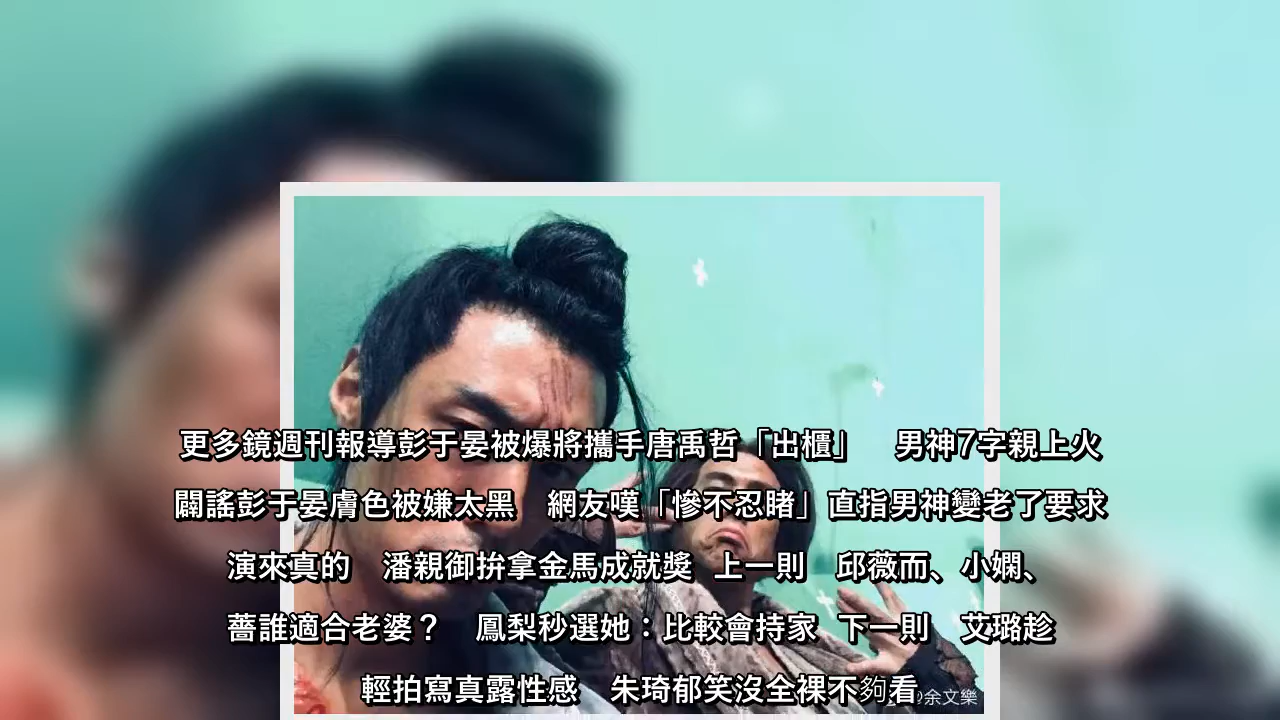 更多鏡週刊報導彭于晏被爆將攜手唐禹哲「出櫃」 男神7字親上火
闢謠彭于晏膚色被嫌太黑 網友嘆「慘不忍睹」直指男神變老了要求
演來真的 潘親御拚拿金馬成就獎 上一則 邱薇而、小嫻、
薔誰適合老婆？ 鳳梨秒選她：比較會持家 下一則 艾璐趁
輕拍寫真露性感 朱琦郁笑沒全裸不夠看
@余文樂